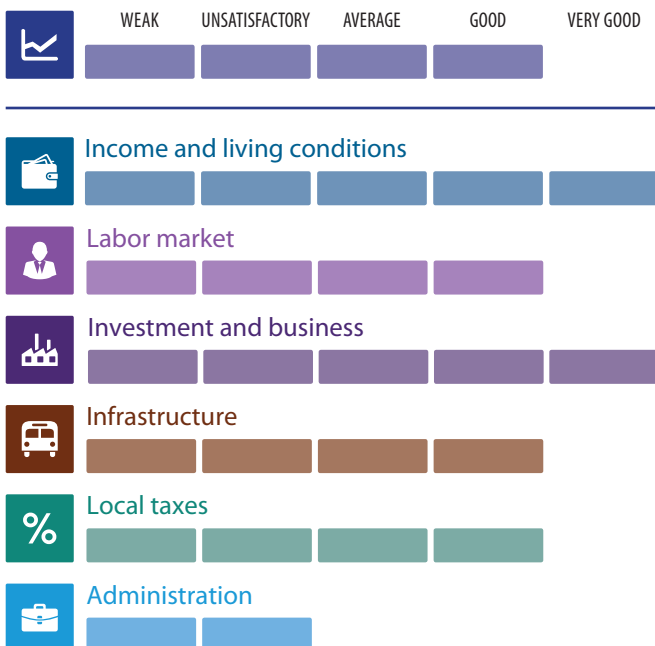 WEAK UNSATISFACTORY AVERAGE GOOD VERY GOOD
Income and living conditions
Labor market
Investment and business
Infrastructure
% Local taxes
Administration